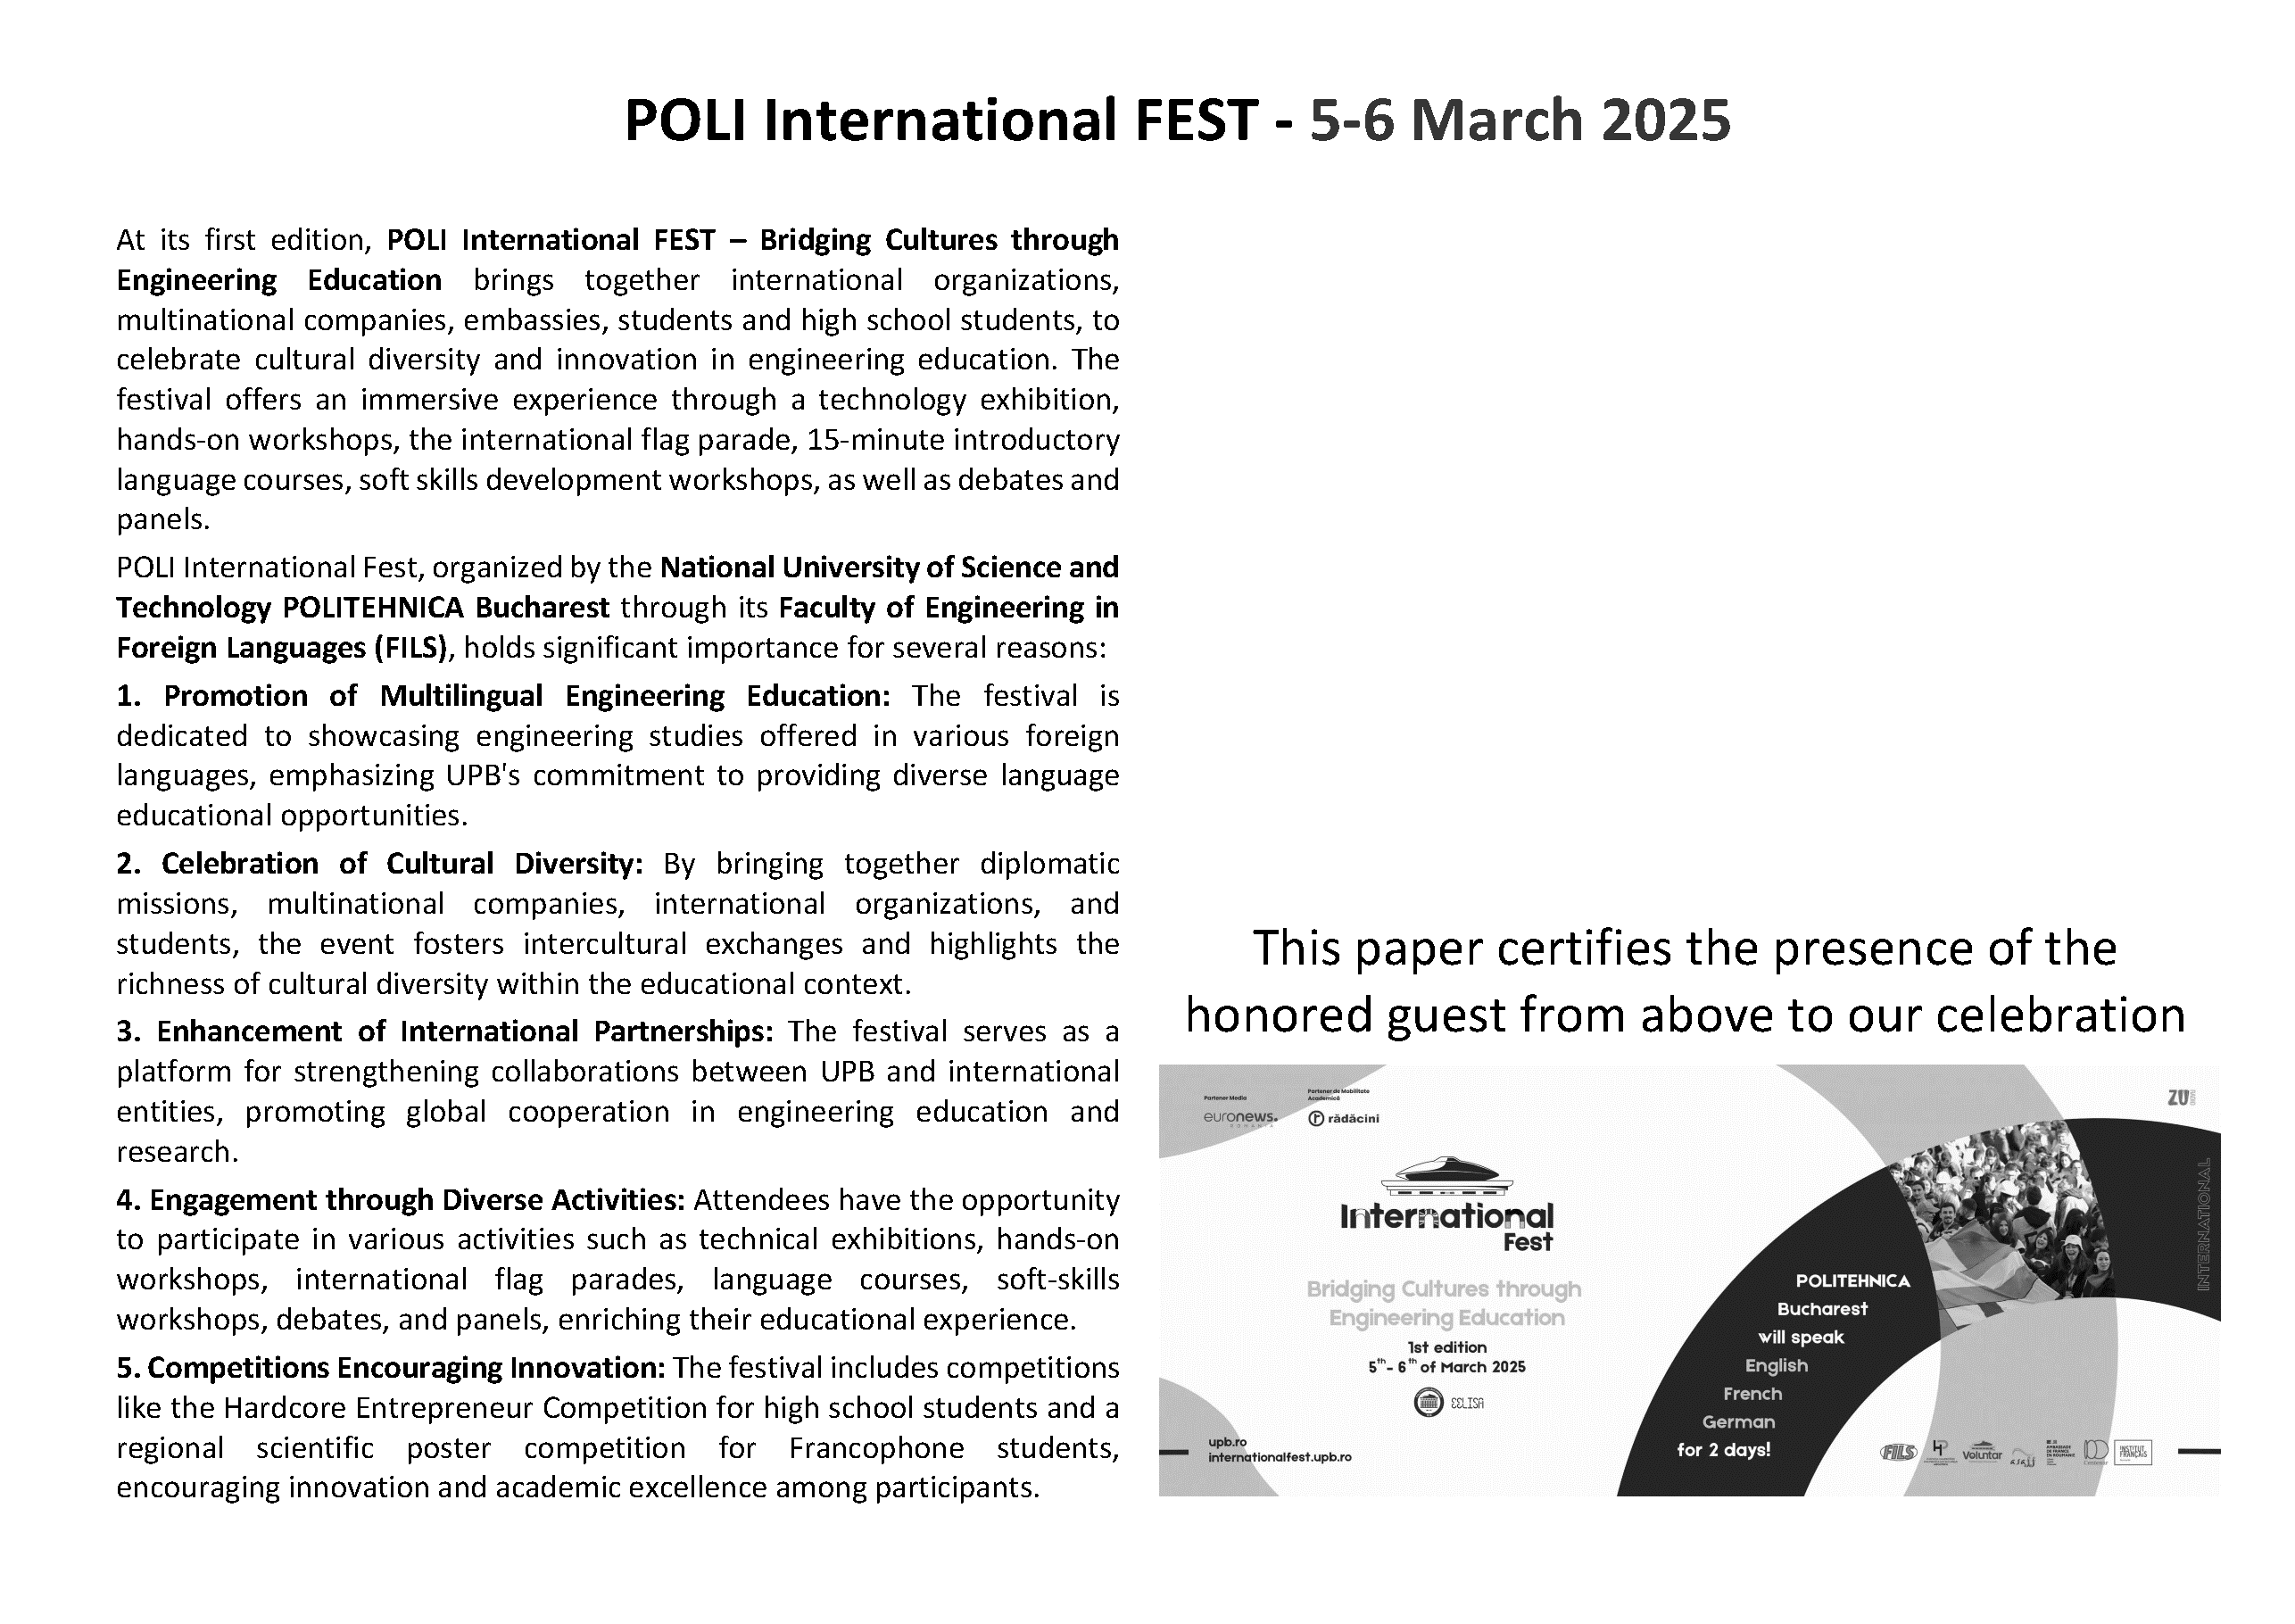 POLI International FEST - 5-6 March 2025
At its first edition, POLI International FEST – Bridging Cultures through
Engineering Education brings together international organizations,
multinational companies, embassies, students and high school students, to
celebrate cultural diversity and innovation in engineering education. The
festival offers an immersive experience through a technology exhibition,
hands-on workshops, the international flag parade, 15-minute introductory
language courses, soft skills development workshops, as well as debates and
panels.
POLI International Fest, organized by the National University of Science and
Technology POLITEHNICA Bucharest through its Faculty of Engineering in
Foreign Languages (FILS), holds significant importance for several reasons:
1. Promotion of Multilingual Engineering Education: The festival is
dedicated to showcasing engineering studies offered in various foreign
languages, emphasizing UPB's commitment to providing diverse language
educational opportunities.
2. Celebration of Cultural Diversity: By bringing together diplomatic
missions, multinational companies, international organizations, and
students, the event fosters intercultural exchanges and highlights the
richness of cultural diversity within the educational context.
3. Enhancement of International Partnerships: The festival serves as a
platform for strengthening collaborations between UPB and international
entities, promoting global cooperation in engineering education and
research.
4. Engagement through Diverse Activities: Attendees have the opportunity
to participate in various activities such as technical exhibitions, hands-on
workshops, international flag parades, language courses, soft-skills
workshops, debates, and panels, enriching their educational experience.
5. Competitions Encouraging Innovation: The festival includes competitions
like the Hardcore Entrepreneur Competition for high school students and a
regional scientific poster competition for Francophone students,
encouraging innovation and academic excellence among participants.
This paper certifies the presence of the
honored guest from above to our celebration
Partener Media
euronews.
ROMANIA
Partener de Mobilitate
Academică
rădăcini
ZU
INTERNATIONAL
International
Fest
Bridging Cultures through
Engineering Education
1st edition
5th - 6th of March 2025
EELISA
upb.ro
internationalfest.upb.ro
POLITEHNICA
Bucharest
will speak
English
French
German
for 2 days!
FILS
Voluntar
INSTITUT
FRANÇAIS